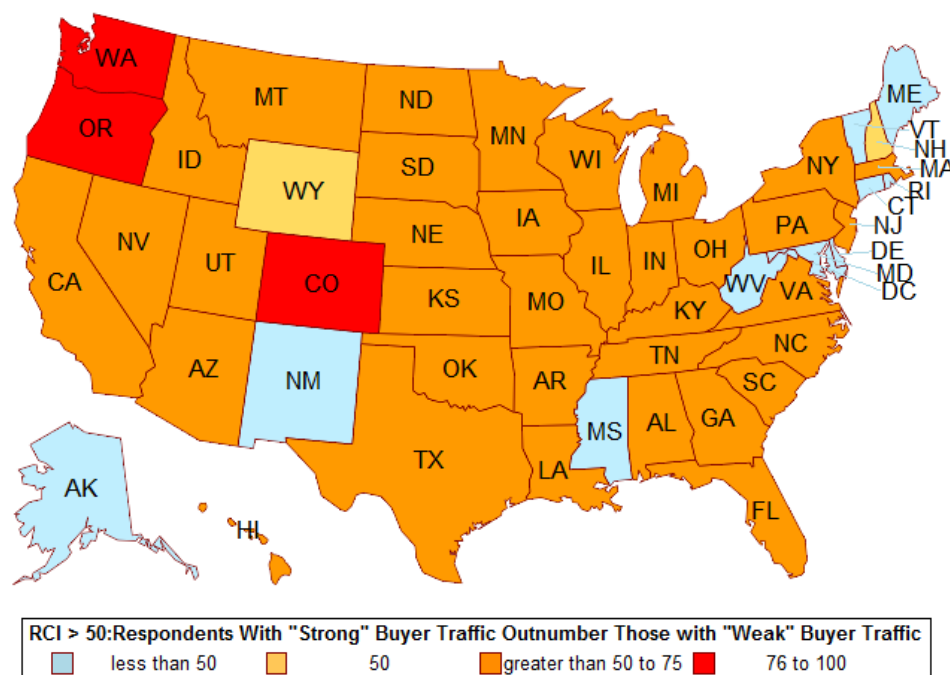 WA
MT
ND
ME
OR
MN
VT
NH
ID
SD
WI
NY
MA
WY
MI
RI
CT
IA
PA
NJ
NV
NE
OH
DE
UT
IL
IN
MD
CA
CO
WV
VA
DC
KS
MO
KY
NC
TN
AZ
NM
OK
AR
SC
MS
AL
GA
TX
LA
AK
FL
HI
RCI > 50:Respondents With "Strong" Buyer Traffic Outnumber Those with "Weak" Buyer Traffic
less than 50 50 greater than 50 to 75 76 to 100